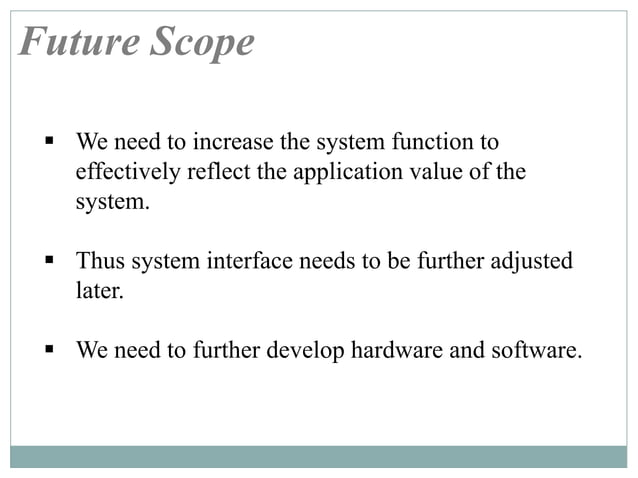 Future Scope
▪ We need to increase the system function to
effectively reflect the application value of the
system.
▪ Thus system interface needs to be further adjusted
later.
▪ We need to further develop hardware and software.